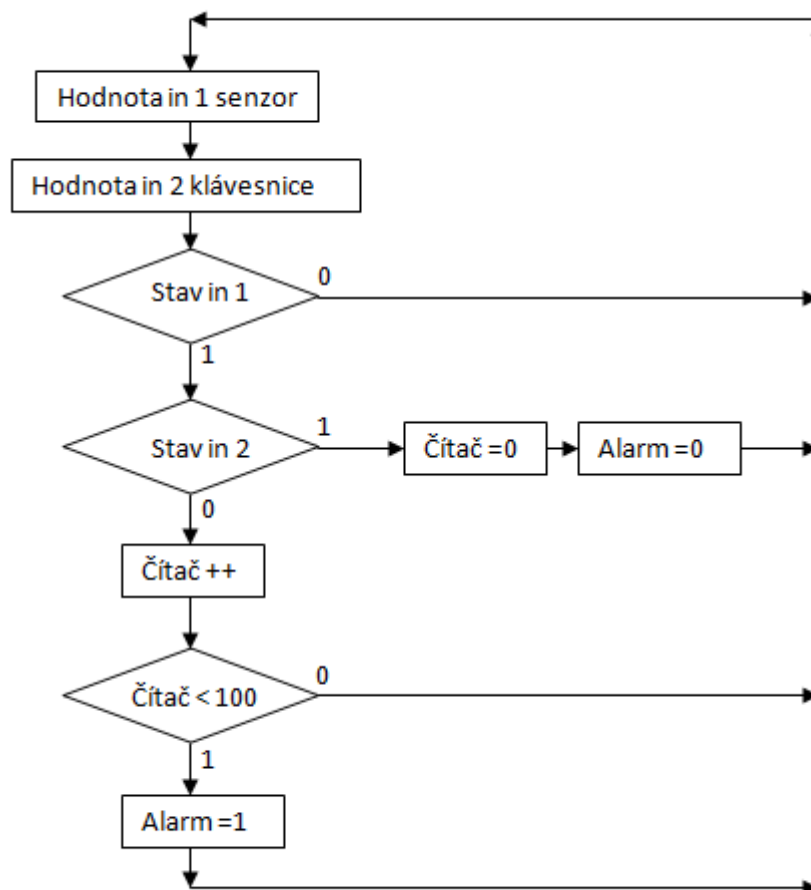 Hodnota in 1 senzor
Hodnota in 2 klávesnice
Stav in 1
0
1
Stav in 2
1
Čítač =0
Alarm =0
0
Čítač ++
Čítač < 100
0
1
Alarm =1